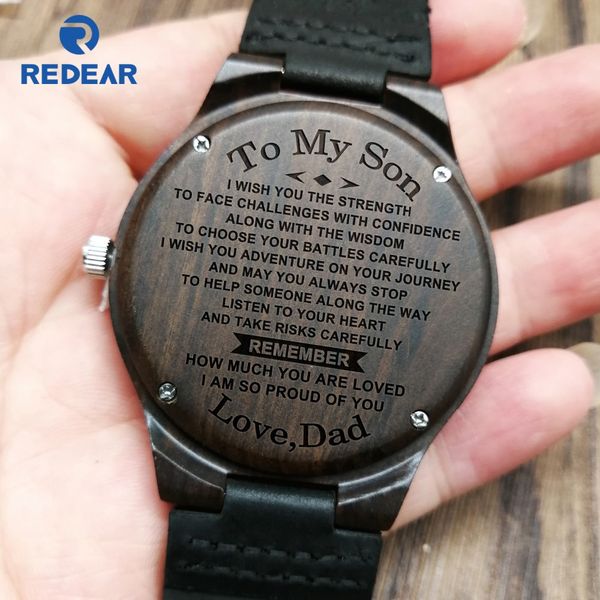 REDEAR
To My Son
I WISH YOU THE STRENGTH
TO FACE CHALLENGES WITH CONFIDENCE
ALONG WITH THE WISDOM
TO CHOOSE YOUR BATTLES CAREFULLY
I WISH YOU ADVENTURE ON YOUR JOURNEY
AND MAY YOU ALWAYS STOP
TO HELP SOMEONE ALONG THE WAY
LISTEN TO YOUR HEART
AND TAKE RISKS CAREFULLY
REMEMBER
HOW MUCH YOU ARE LOVED
I AM SO PROUD OF YOU
Love,Dad